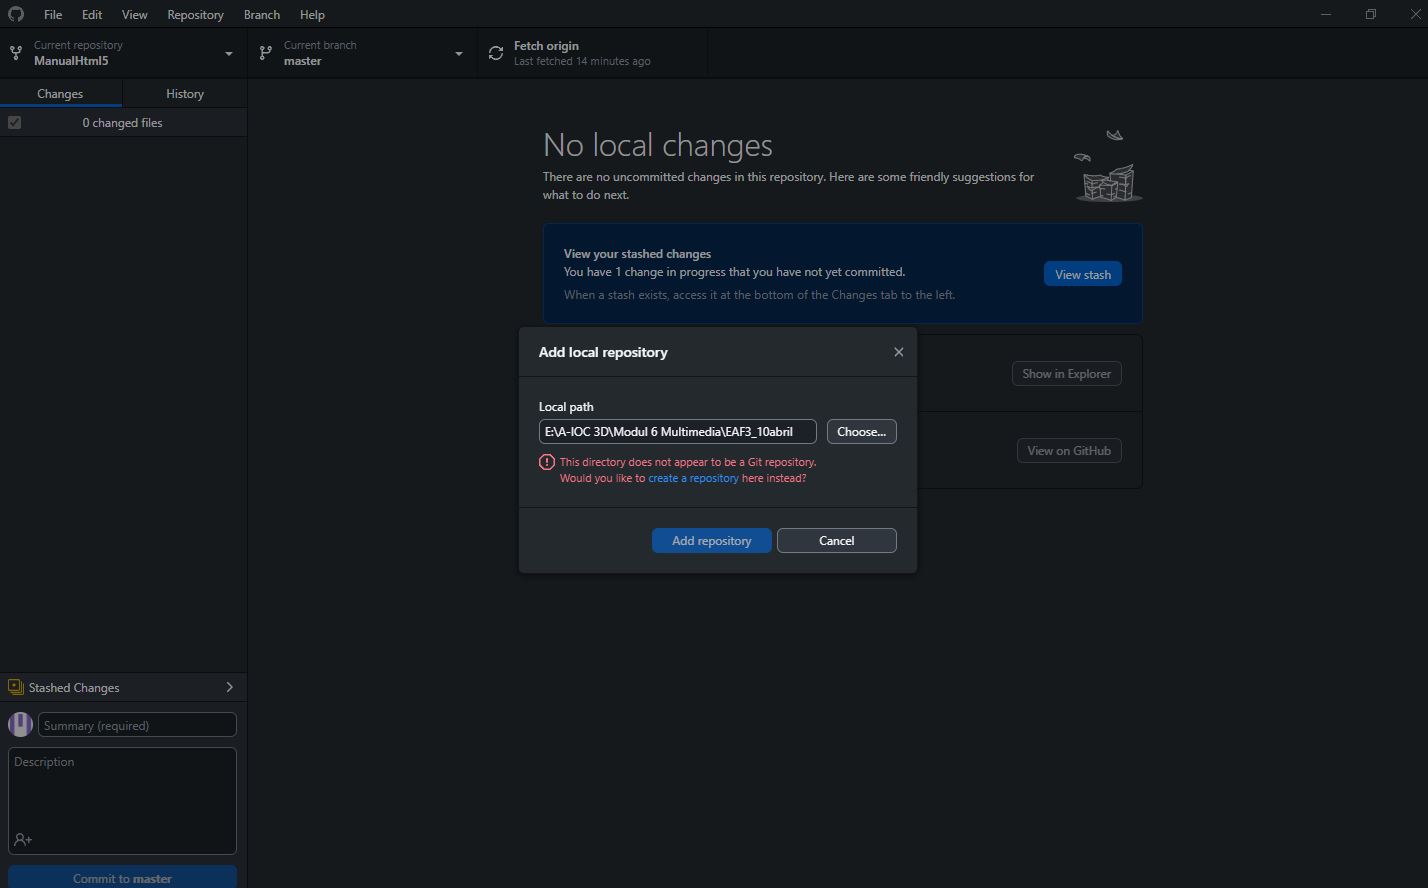 File Edit View Repository Branch Help
Current repository
ManualHtml5
Current branch
master
Fetch origin
Last fetched 14 minutes ago
Changes
History
0 changed files
No local changes
There are no uncommitted changes in this repository. Here are some friendly suggestions for
what to do next.
View your stashed changes
You have 1 change in progress that you have not yet committed.
When a stash exists, access it at the bottom of the Changes tab to the left.
View stash
Show in Explorer
View on GitHub
Add local repository
Local path
E:\A-IOC 3D\Modul 6 Multimedia\EAF3_10abril
Choose...
This directory does not appear to be a Git repository.
Would you like to create a repository here instead?
Add repository
Cancel
Stashed Changes
Summary (required)
Description
Commit to master